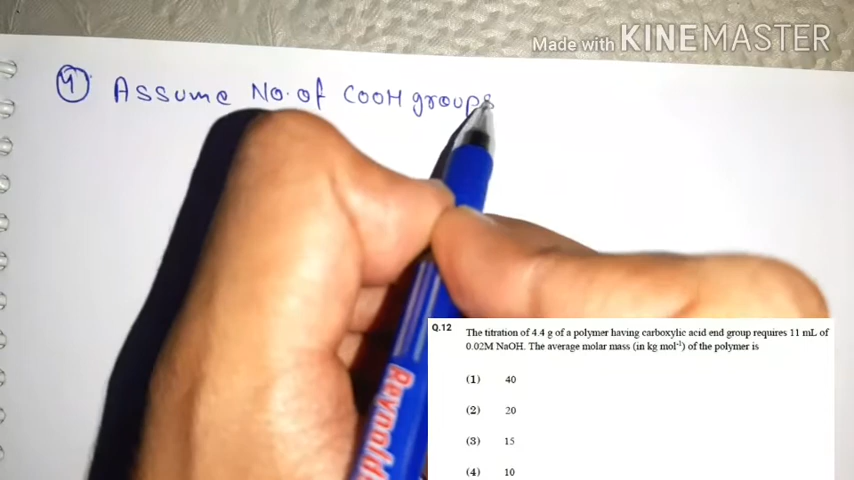 Made with KINEMASTER
④ Assume No. of COOH groups
Reynolds
Q.12 The titration of 4.4 g of a polymer having carboxylic acid end group requires 11 mL of
0.02M NaOH. The average molar mass (in kg mol⁻¹) of the polymer is
(1) 40
(2) 20
(3) 15
(4) 10